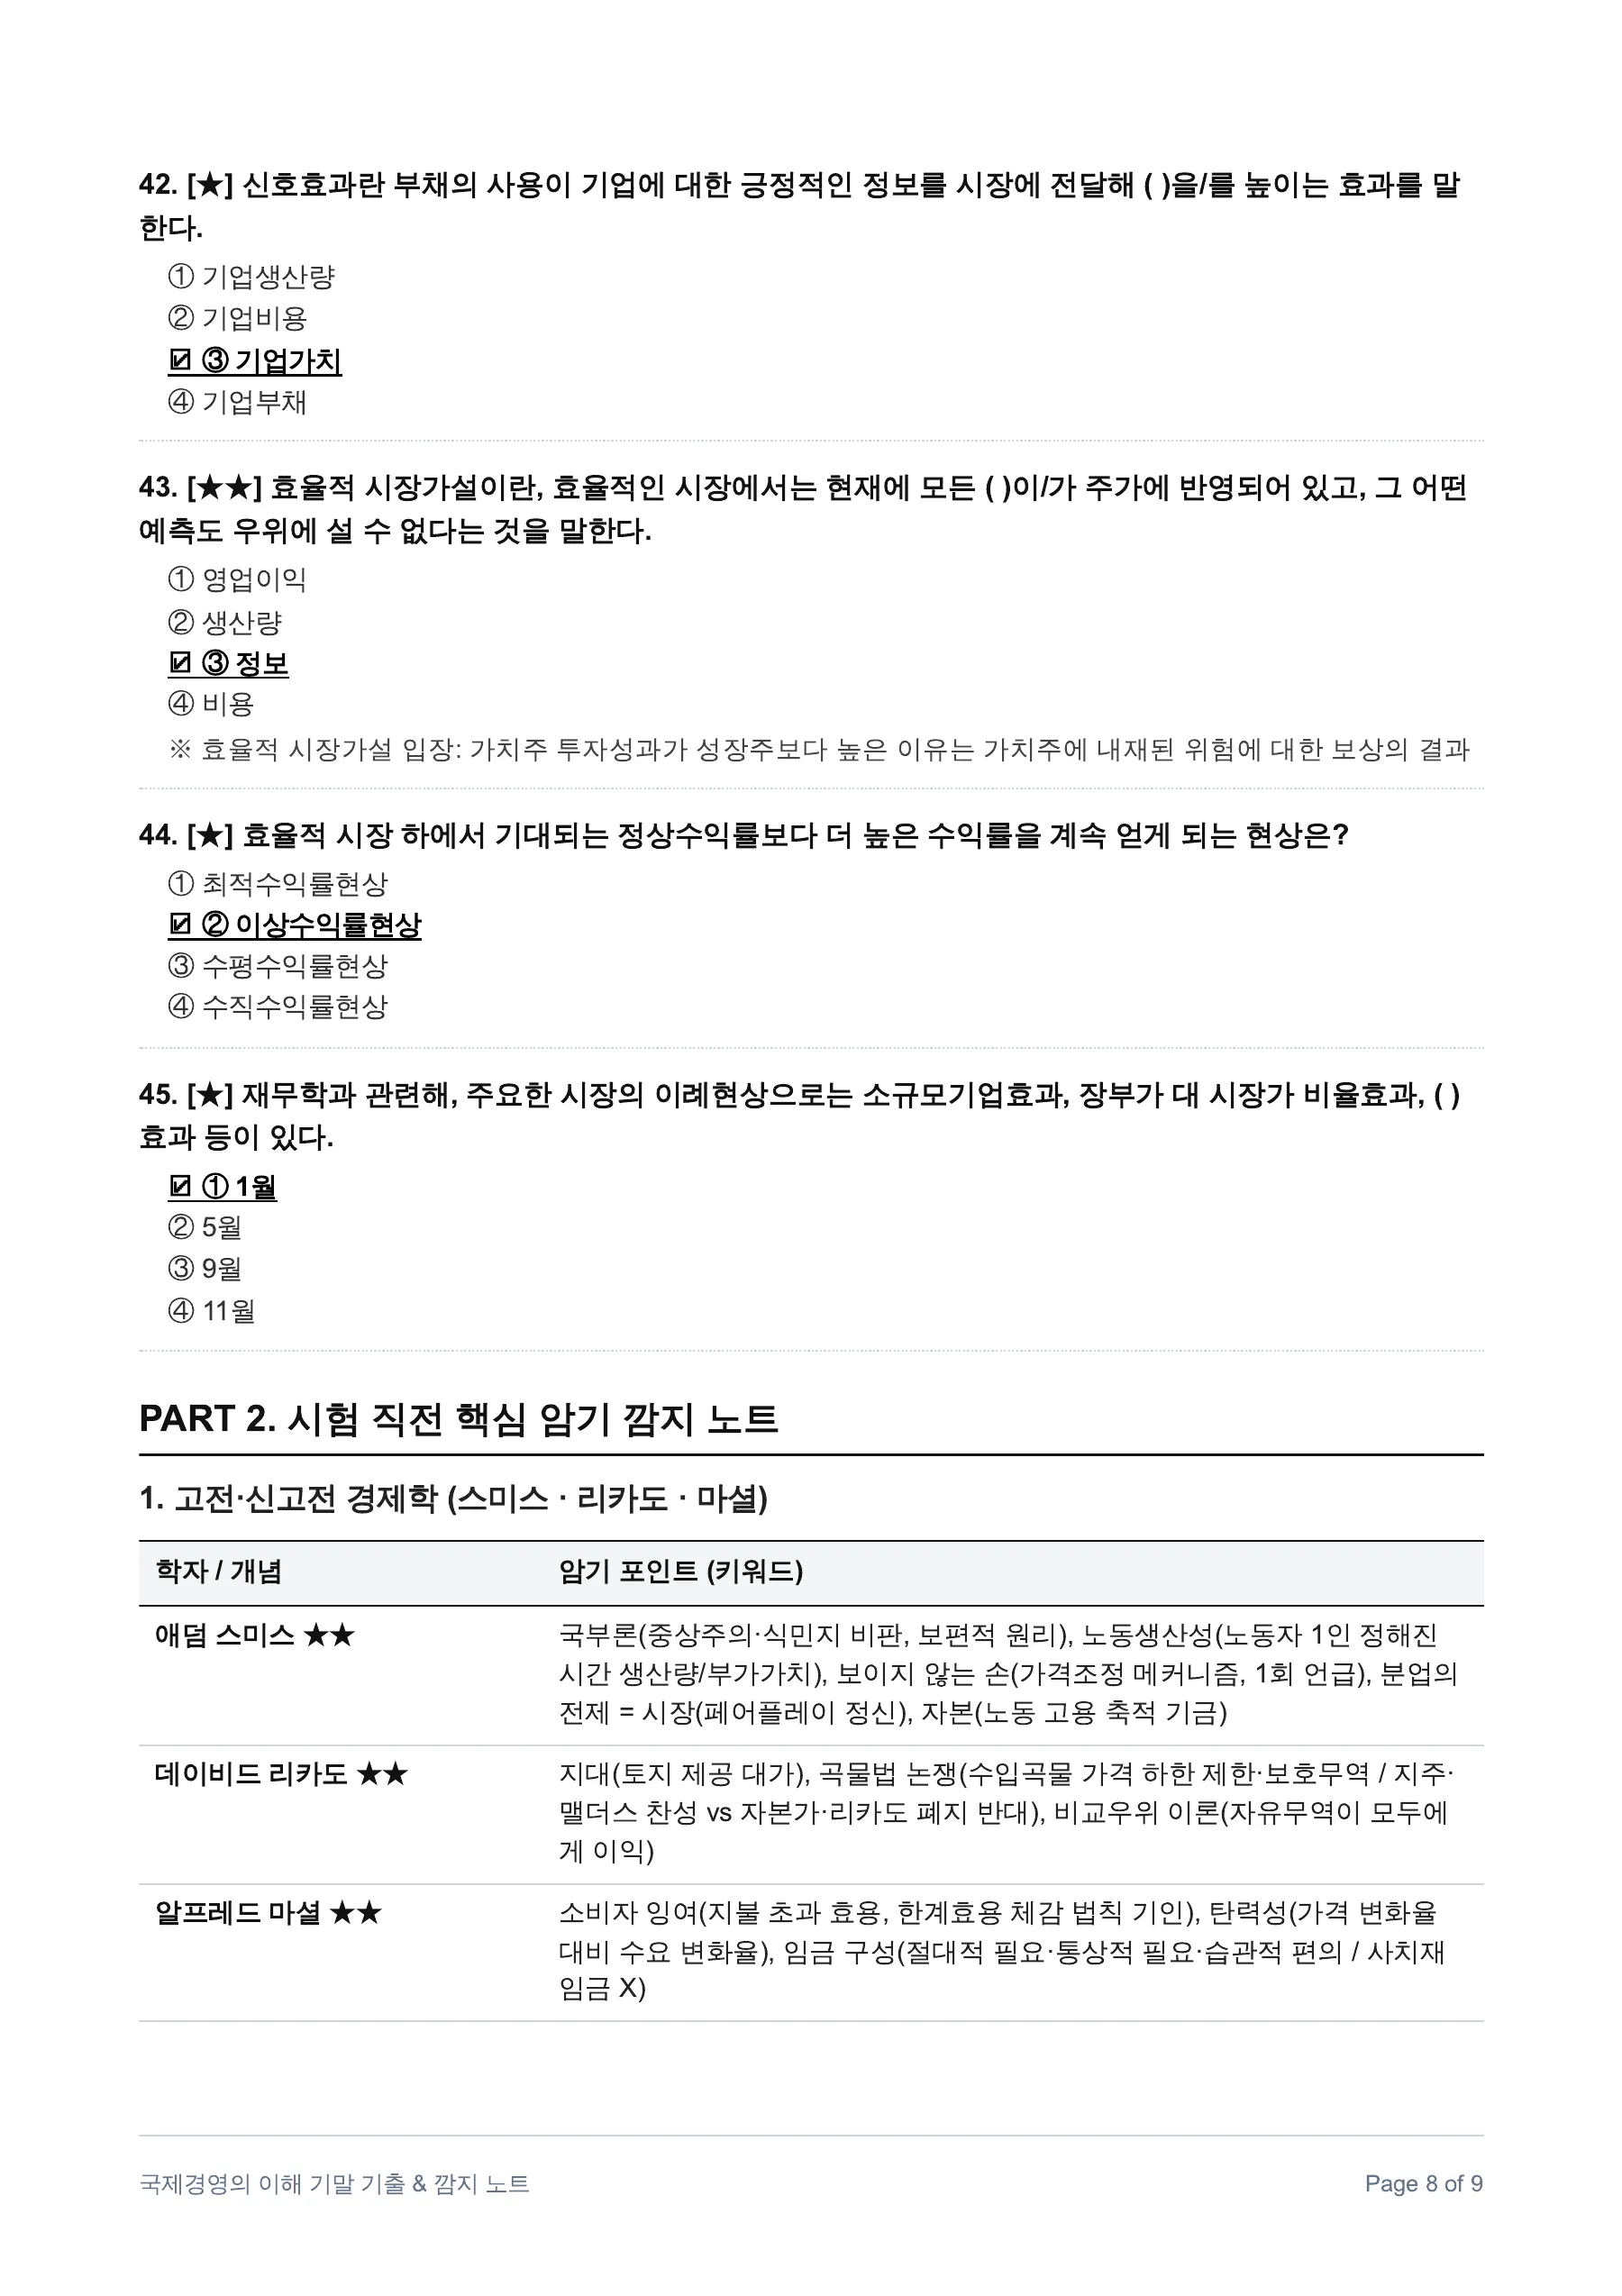 42. [★] 신호효과란 부채의 사용이 기업에 대한 긍정적인 정보를 시장에 전달해 ( )을/를 높이는 효과를 말
한다.
① 기업생산량
② 기업비용
☑ ③ 기업가치
④ 기업부채
43. [★★] 효율적 시장가설이란, 효율적인 시장에서는 현재에 모든 ( )이/가 주가에 반영되어 있고, 그 어떤
예측도 우위에 설 수 없다는 것을 말한다.
① 영업이익
② 생산량
☑ ③ 정보
④ 비용
※ 효율적 시장가설 입장: 가치주 투자성과가 성장주보다 높은 이유는 가치주에 내재된 위험에 대한 보상의 결과
44. [★] 효율적 시장 하에서 기대되는 정상수익률보다 더 높은 수익률을 계속 얻게 되는 현상은?
① 최적수익률현상
☑ ② 이상수익률현상
③ 수평수익률현상
④ 수직수익률현상
45. [★] 재무학과 관련해, 주요한 시장의 이례현상으로는 소규모기업효과, 장부가 대 시장가 비율효과, ( )
효과 등이 있다.
☑ ① 1월
② 5월
③ 9월
④ 11월
PART 2. 시험 직전 핵심 암기 깜지 노트
1. 고전·신고전 경제학 (스미스 · 리카도 · 마셜)
학자 / 개념 암기 포인트 (키워드)
애덤 스미스 ★★ 국부론(중상주의·식민지 비판, 보편적 원리), 노동생산성(노동자 1인 정해진
시간 생산량/부가가치), 보이지 않는 손(가격조정 메커니즘, 1회 언급), 분업의
전제 = 시장(페어플레이 정신), 자본(노동 고용 축적 기금)
데이비드 리카도 ★★ 지대(토지 제공 대가), 곡물법 논쟁(수입곡물 가격 하한 제한·보호무역 / 지주·
맬더스 찬성 vs 자본가·리카도 폐지 반대), 비교우위 이론(자유무역이 모두에
게 이익)
알프레드 마셜 ★★ 소비자 잉여(지불 초과 효용, 한계효용 체감 법칙 기인), 탄력성(가격 변화율
대비 수요 변화율), 임금 구성(절대적 필요·통상적 필요·습관적 편의 / 사치재
임금 X)
국제경영의 이해 기말 기출 & 깜지 노트 Page 8 of 9